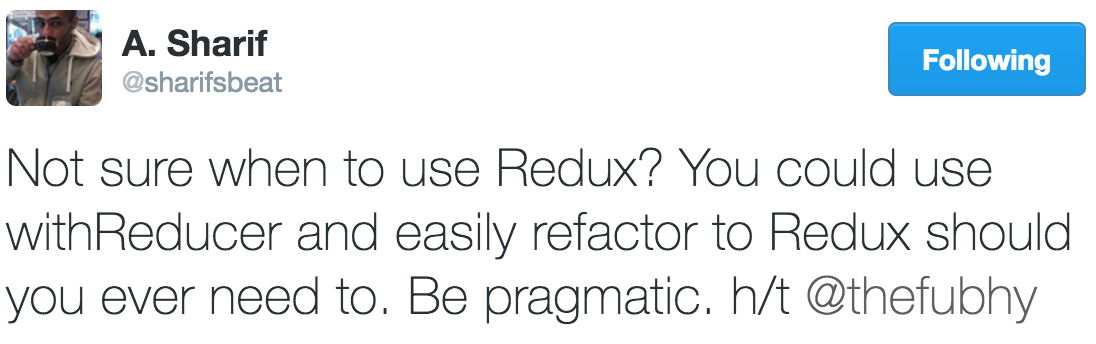 A. Sharif
@sharifsbeat
Following
Not sure when to use Redux? You could use
withReducer and easily refactor to Redux should
you ever need to. Be pragmatic. h/t @thefubhy